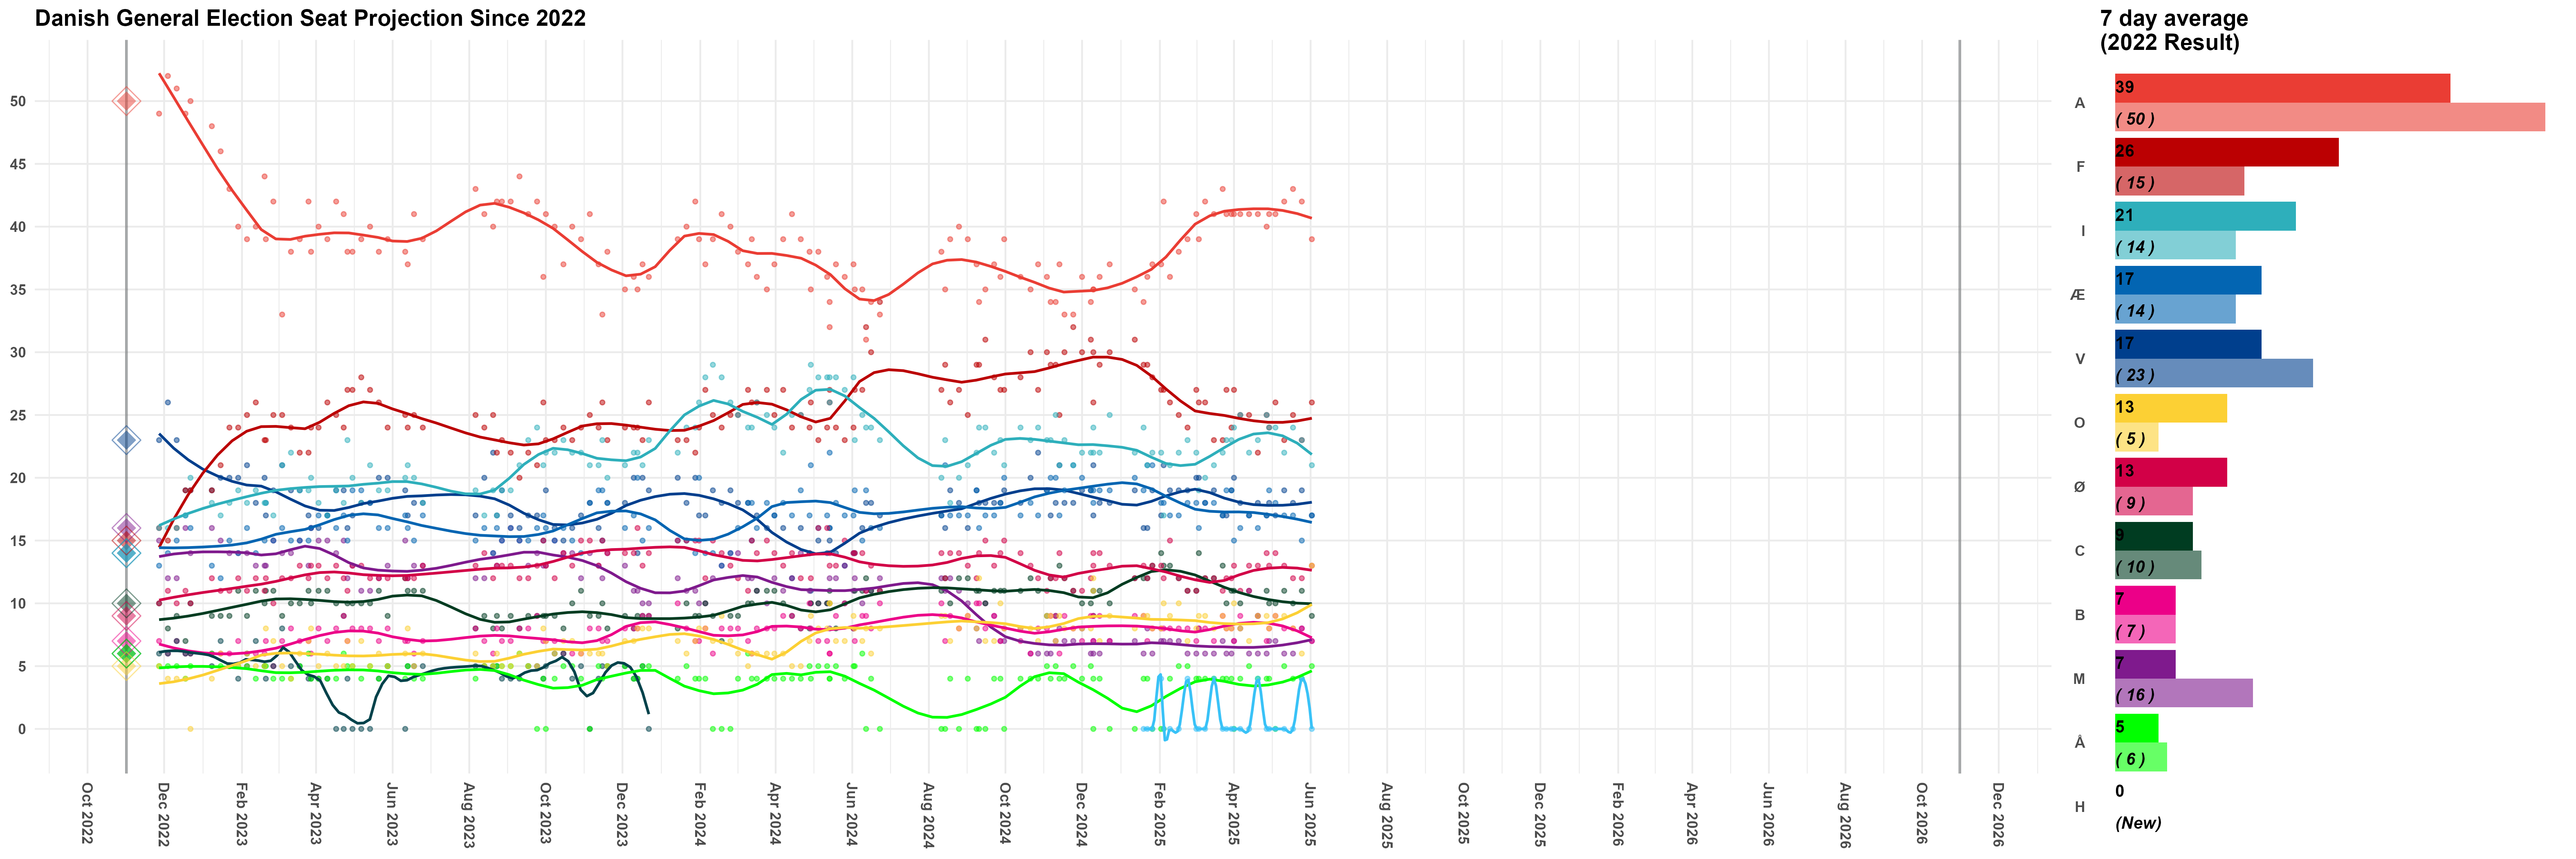 Danish General Election Seat Projection Since 2022
7 day average
(2022 Result)
50
45
40
35
30
25
20
15
10
5
0
Oct 2022
Dec 2022
Feb 2023
Apr 2023
Jun 2023
Aug 2023
Oct 2023
Dec 2023
Feb 2024
Apr 2024
Jun 2024
Aug 2024
Oct 2024
Dec 2024
Feb 2025
Apr 2025
Jun 2025
Aug 2025
Oct 2025
Dec 2025
Feb 2026
Apr 2026
Jun 2026
Aug 2026
Oct 2026
Dec 2026
A
39
( 50 )
F
26
( 15 )
I
21
( 14 )
Æ
17
( 14 )
V
17
( 23 )
O
13
( 5 )
Ø
13
( 9 )
C
9
( 10 )
B
7
( 7 )
M
7
( 16 )
Å
5
( 6 )
H
0
(New)